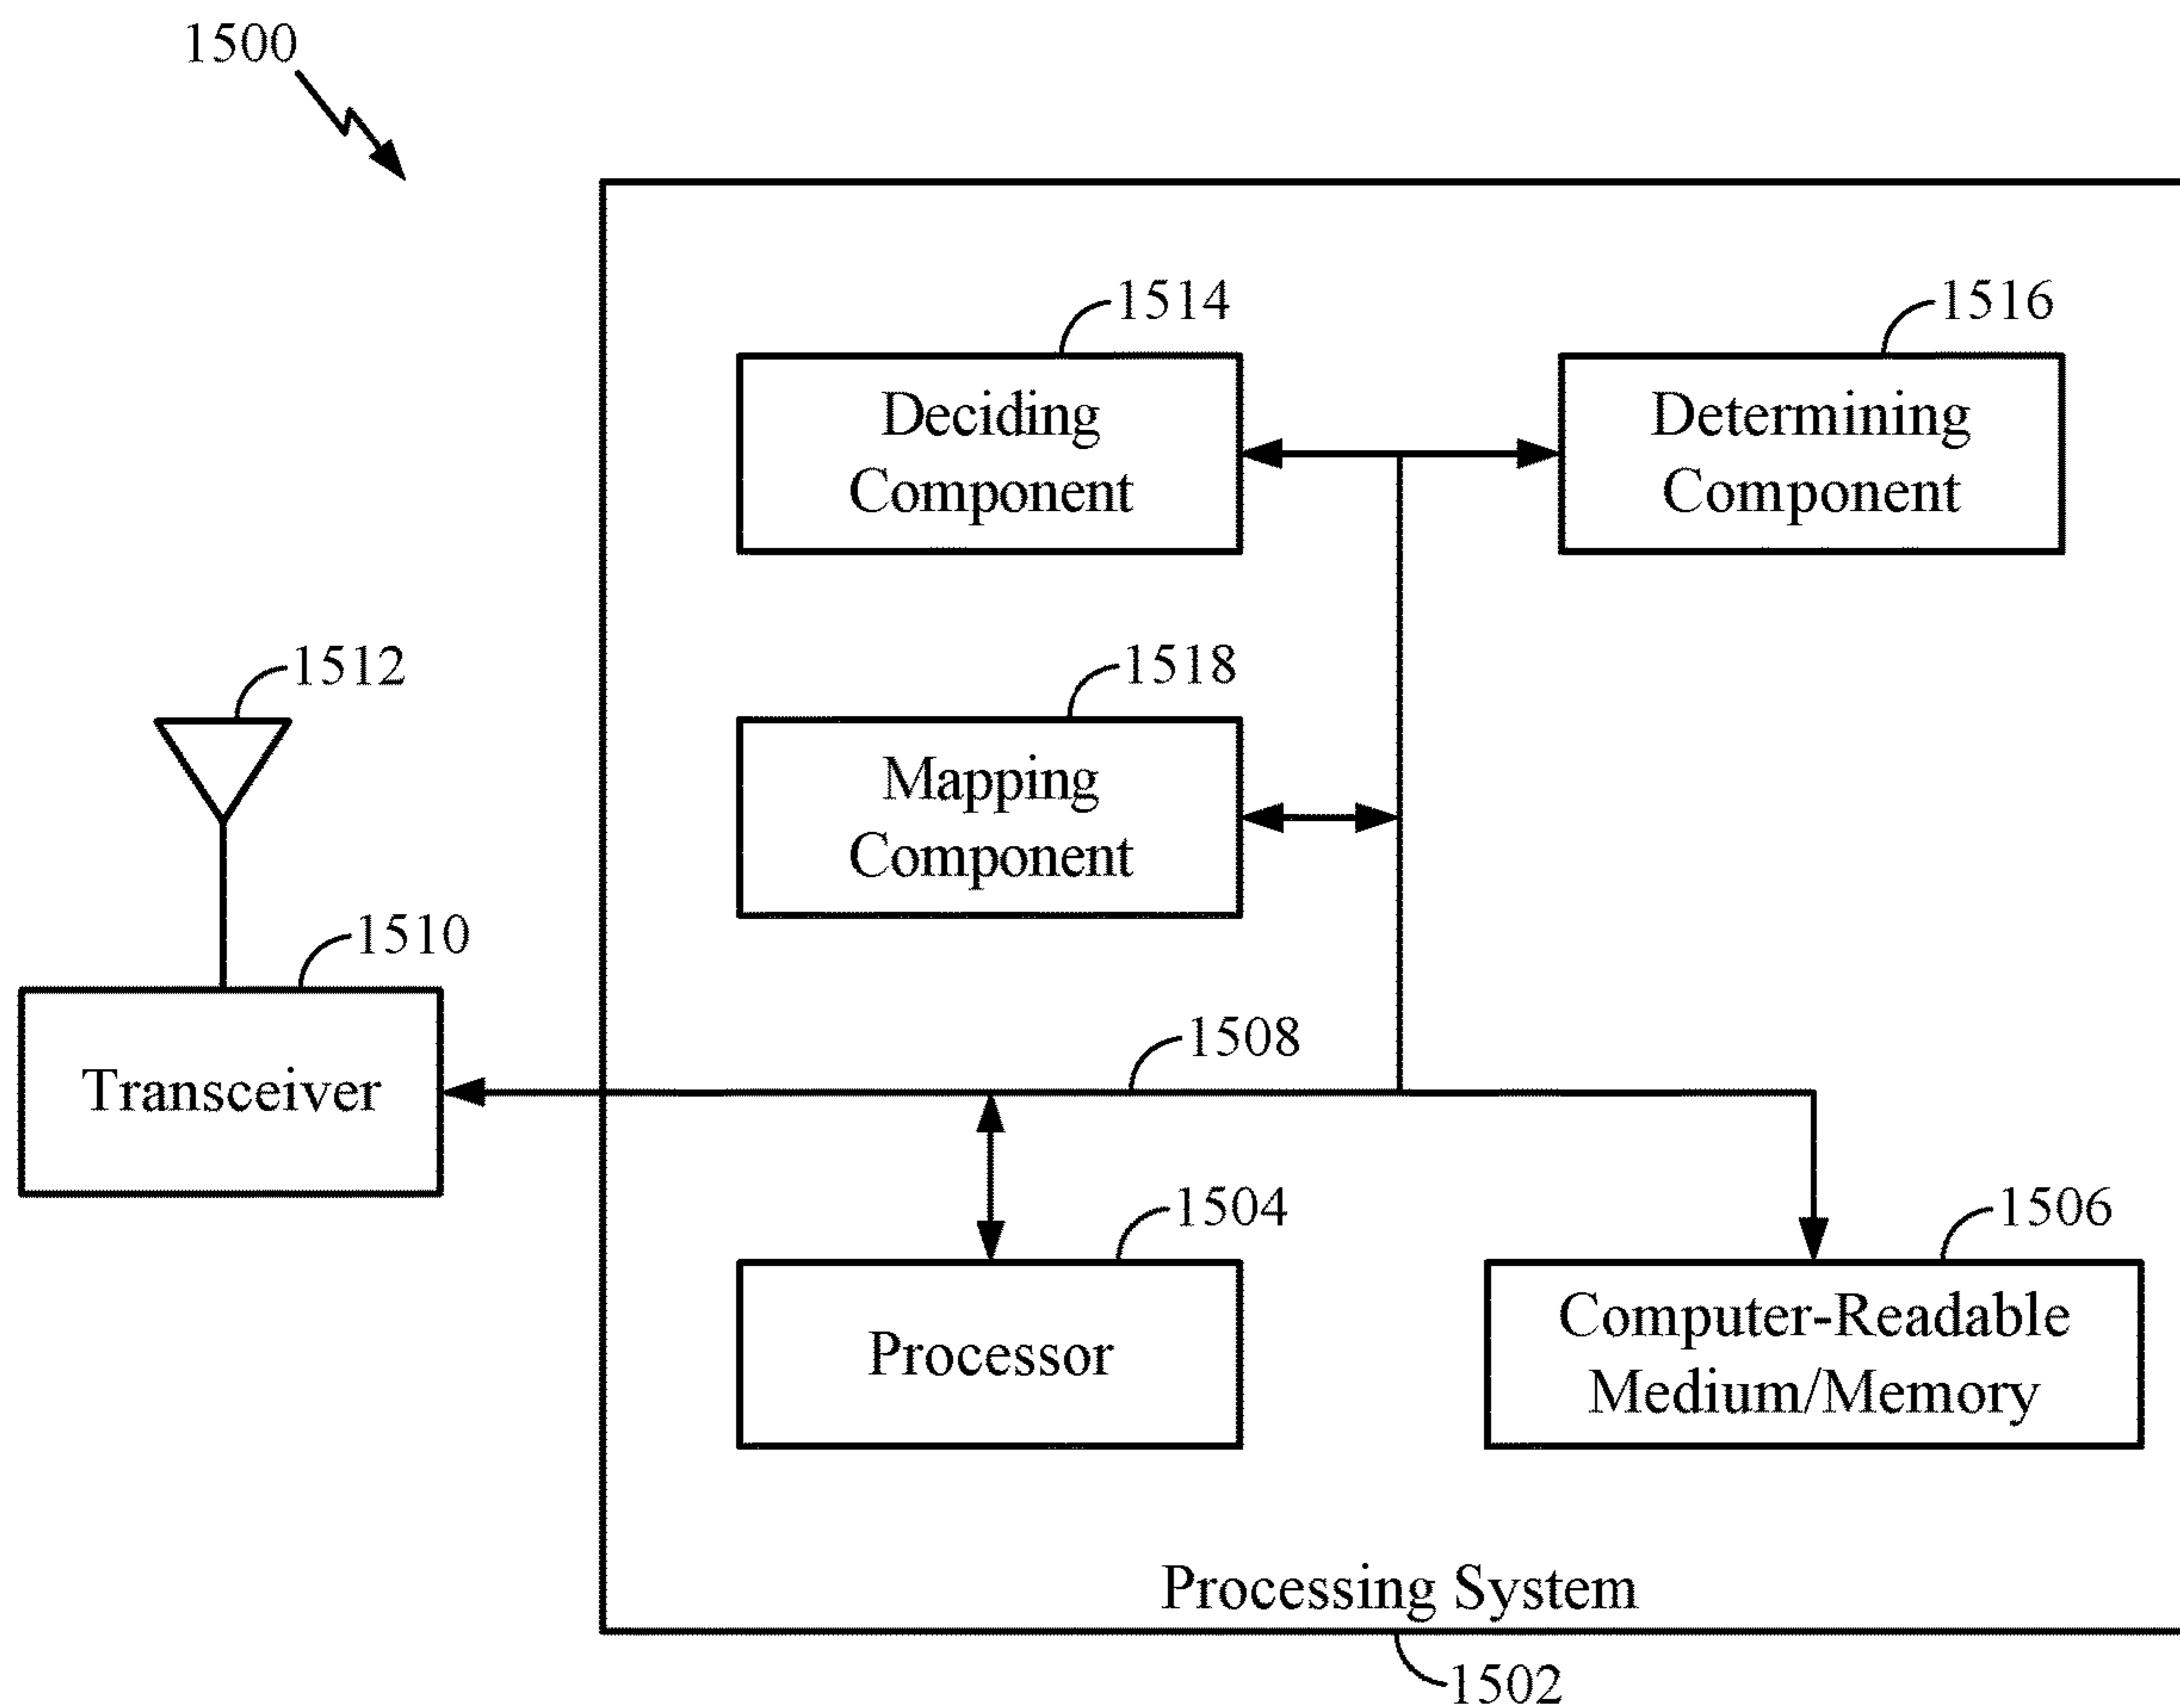 1500
1514
1516
Deciding
Component
Determining
Component
1512
1518
Mapping
Component
1510
Transceiver
1508
1504
1506
Processor
Computer-Readable
Medium/Memory
Processing System
1502